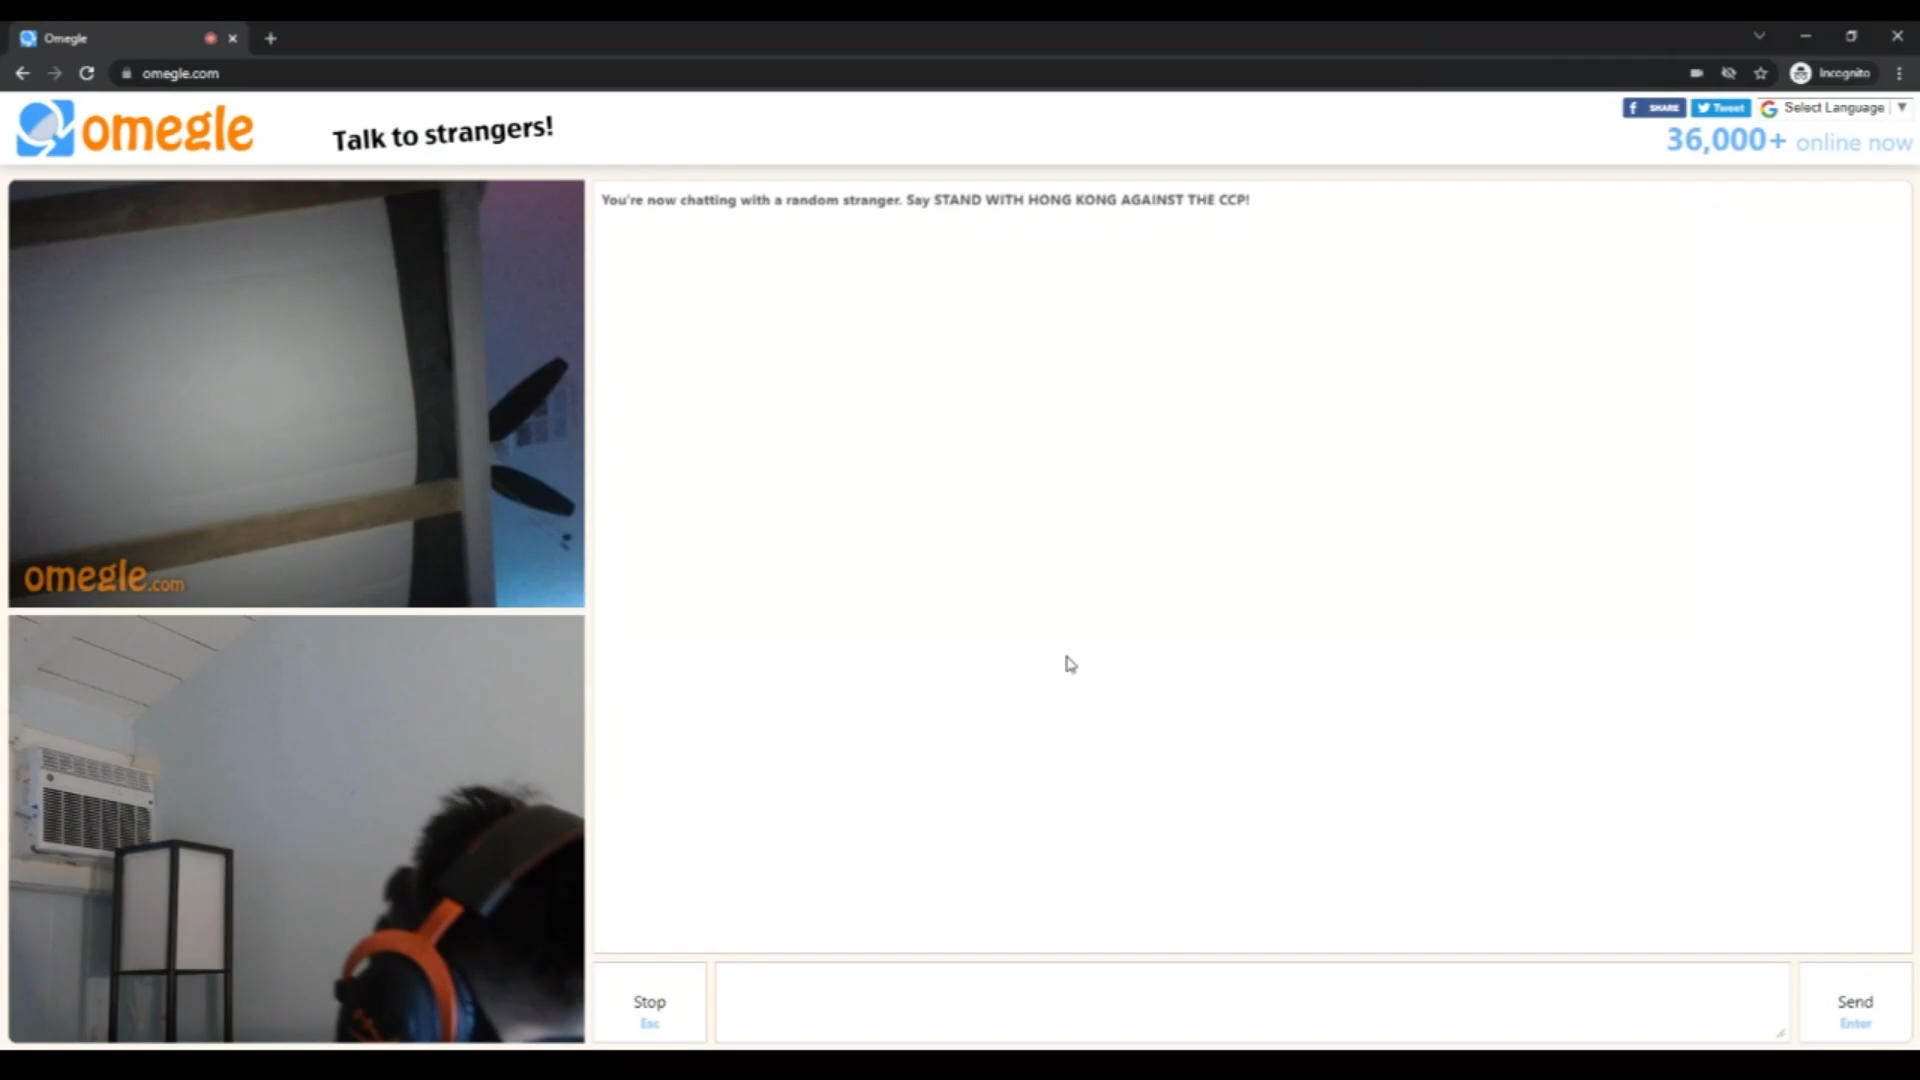 Omegle
omegle.com
Incognito
omegle
Talk to strangers!
SHARE
Tweet
Select Language
36,000+ online now
You're now chatting with a random stranger. Say STAND WITH HONG KONG AGAINST THE CCP!
omegle.com
Stop
Esc
Send
Enter